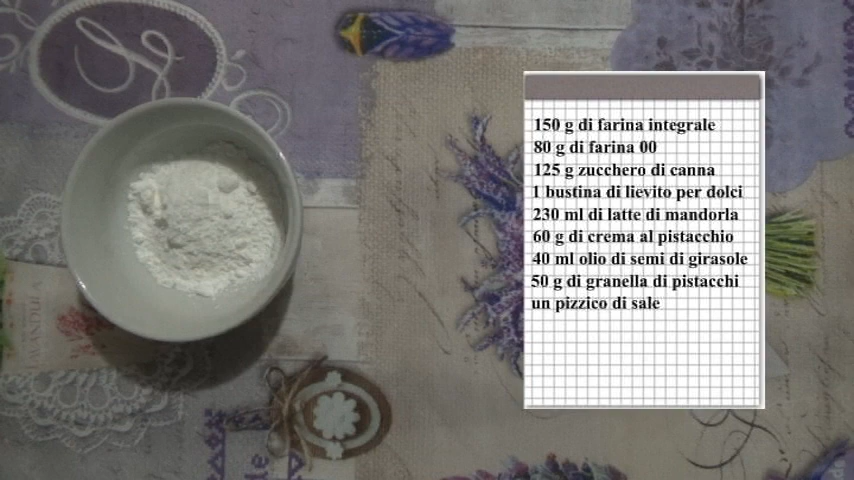 150 g di farina integrale
80 g di farina 00
125 g zucchero di canna
1 bustina di lievito per dolci
230 ml di latte di mandorla
60 g di crema al pistacchio
40 ml olio di semi di girasole
50 g di granella di pistacchi
un pizzico di sale